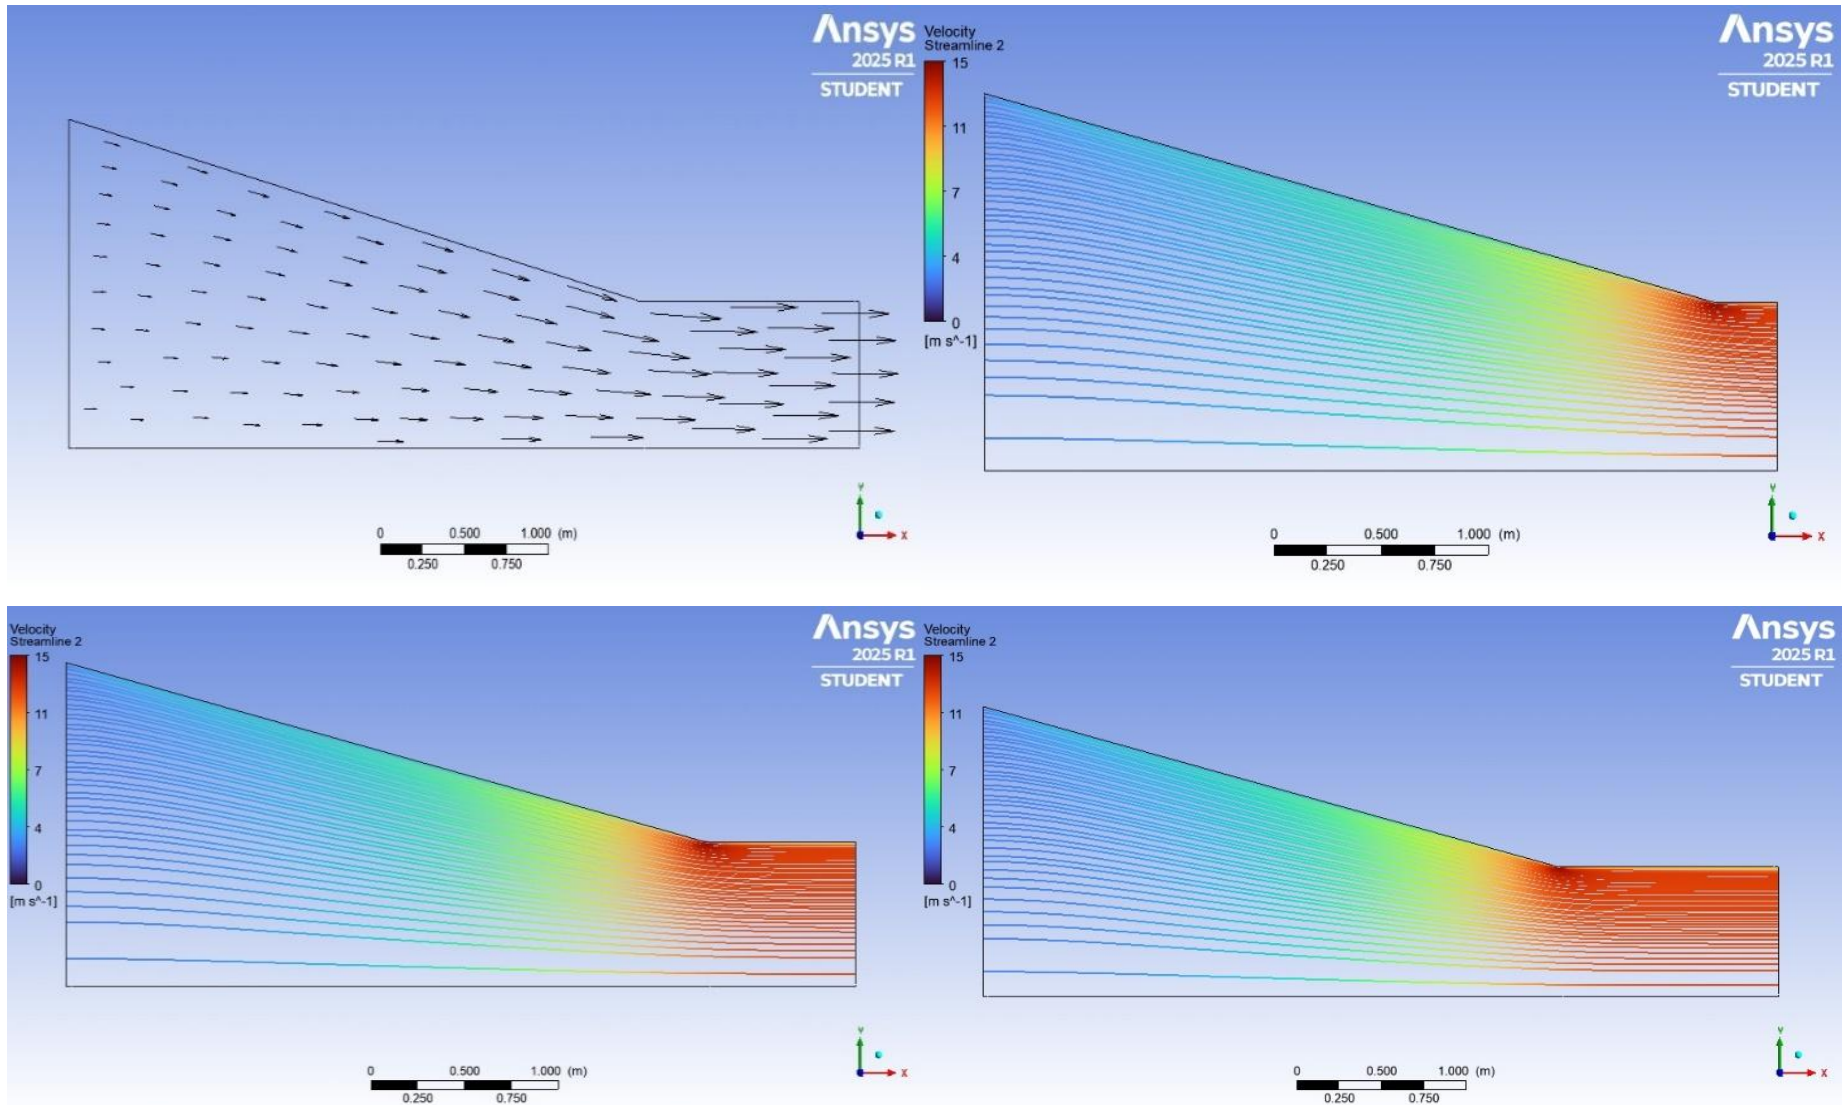 Ansys
2025 R1
STUDENT
0 0.500 1.000 (m)
0.250 0.750
Y
X
Velocity
Streamline 2
15
11
7
4
0
[m s^-1]
Ansys
2025 R1
STUDENT
0 0.500 1.000 (m)
0.250 0.750
Y
X
Velocity
Streamline 2
15
11
7
4
0
[m s^-1]
Ansys
2025 R1
STUDENT
0 0.500 1.000 (m)
0.250 0.750
Y
X
Velocity
Streamline 2
15
11
7
4
0
[m s^-1]
Ansys
2025 R1
STUDENT
0 0.500 1.000 (m)
0.250 0.750
Y
X